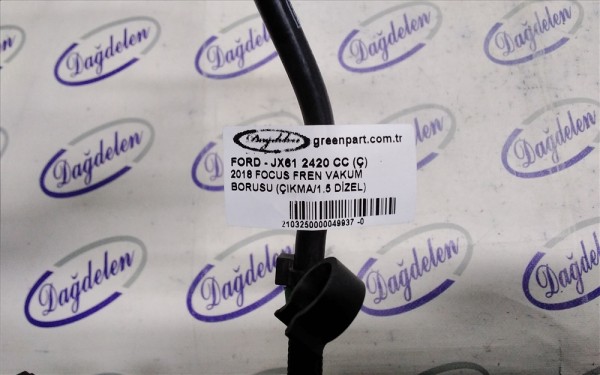 Dağdelen
Dağdelen
Dağdelen
Dağdelen greenpart.com.tr
FORD - JX61 2420 CC (Ç)
2018 FOCUS FREN VAKUM
BORUSU (ÇIKMA/1.5 DİZEL)
2103250000049937 -0
Dağdelen
Dağdelen
Dağdelen
Dağdelen
Dağdelen